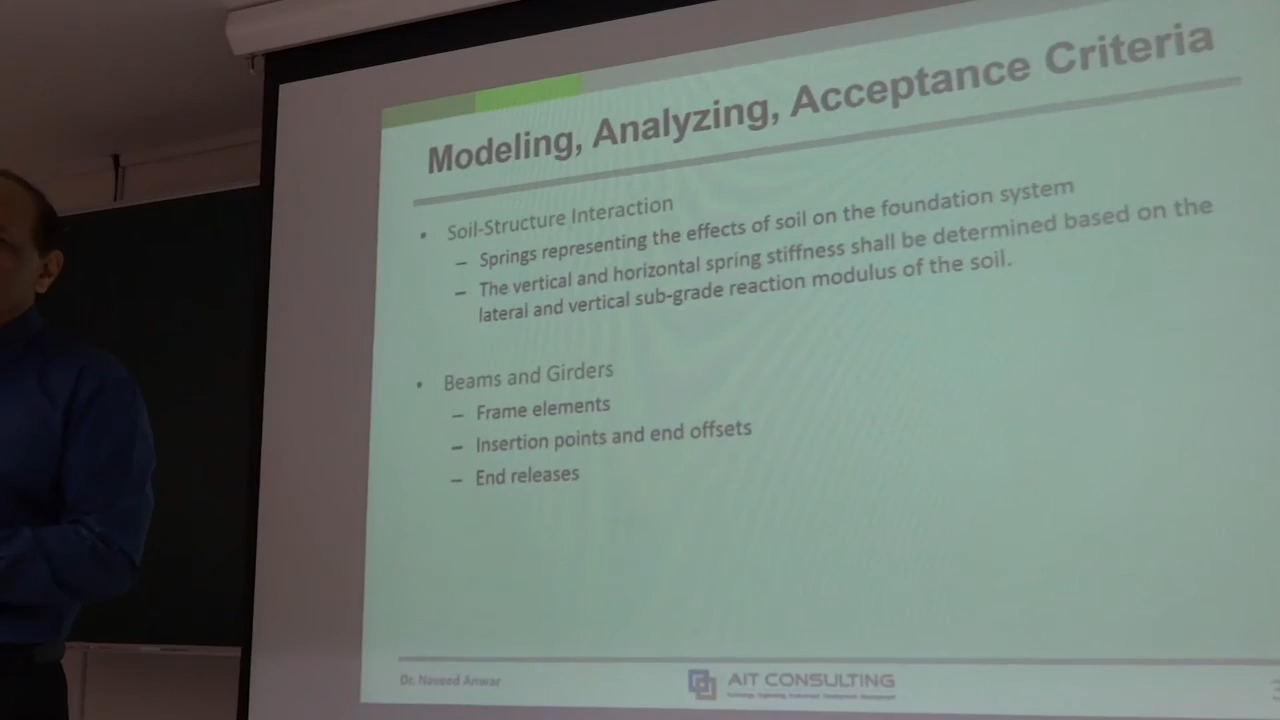 Modeling, Analyzing, Acceptance Criteria
• Soil-Structure Interaction
– Springs representing the effects of soil on the foundation system
– The vertical and horizontal spring stiffness shall be determined based on the
lateral and vertical sub-grade reaction modulus of the soil.
• Beams and Girders
– Frame elements
– Insertion points and end offsets
– End releases
Dr. Naveed Anwar
AIT CONSULTING